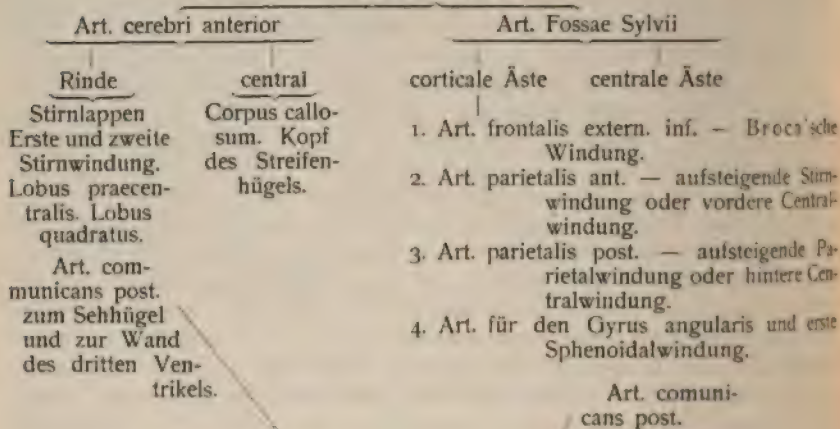 Art. cerebri anterior
Art. Fossae Sylvii
Rinde
central
corticale Äste
centrale Äste
Stirnlappen
Erste und zweite
Stirnwindung.
Lobus praecen-
tralis. Lobus
quadratus.
Corpus callo-
sum. Kopf
des Streifen-
hügels.
1. Art. frontalis extern. inf. — Broca'sche
Windung.
2. Art. parietalis ant. — aufsteigende Stirn-
windung oder vordere Central-
windung.
3. Art. parietalis post. — aufsteigende Pa-
rietalwindung oder hintere Cen-
tralwindung.
4. Art. für den Gyrus angularis und erste
Sphenoidalwindung.
Art. com-
municans post.
zum Sehhügel
und zur Wand
des dritten Ven-
trikels.
Art. comuni-
cans post.